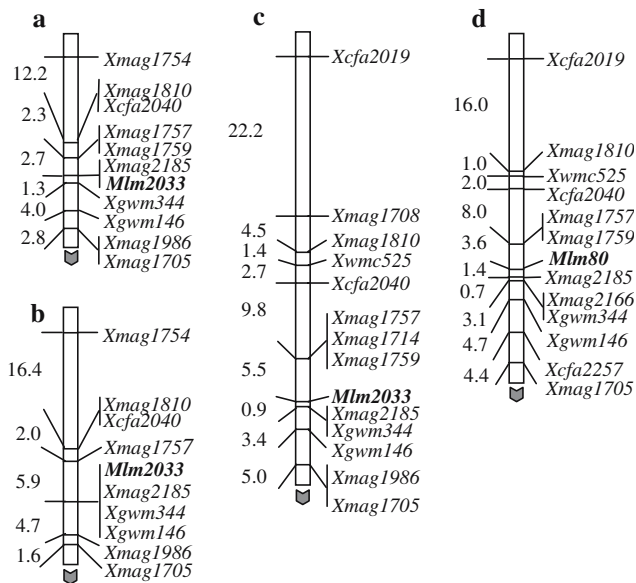 a
12.2
2.3
2.7
1.3
4.0
2.8
Xmag1754
Xmag1810
Xcfa2040
Xmag1757
Xmag1759
Xmag2185
Mlm2033
Xgwm344
Xgwm146
Xmag1986
Xmag1705
b
16.4
2.0
5.9
4.7
1.6
Xmag1754
Xmag1810
Xcfa2040
Xmag1757
Mlm2033
Xmag2185
Xgwm344
Xgwm146
Xmag1986
Xmag1705
c
22.2
4.5
1.4
2.7
9.8
5.5
0.9
3.4
5.0
Xcfa2019
Xmag1708
Xmag1810
Xwmc525
Xcfa2040
Xmag1757
Xmag1714
Xmag1759
Mlm2033
Xmag2185
Xgwm344
Xgwm146
Xmag1986
Xmag1705
d
16.0
1.0
2.0
8.0
3.6
1.4
0.7
3.1
4.7
4.4
Xcfa2019
Xmag1810
Xwmc525
Xcfa2040
Xmag1757
Xmag1759
Mlm80
Xmag2185
Xmag2166
Xgwm344
Xgwm146
Xcfa2257
Xmag1705